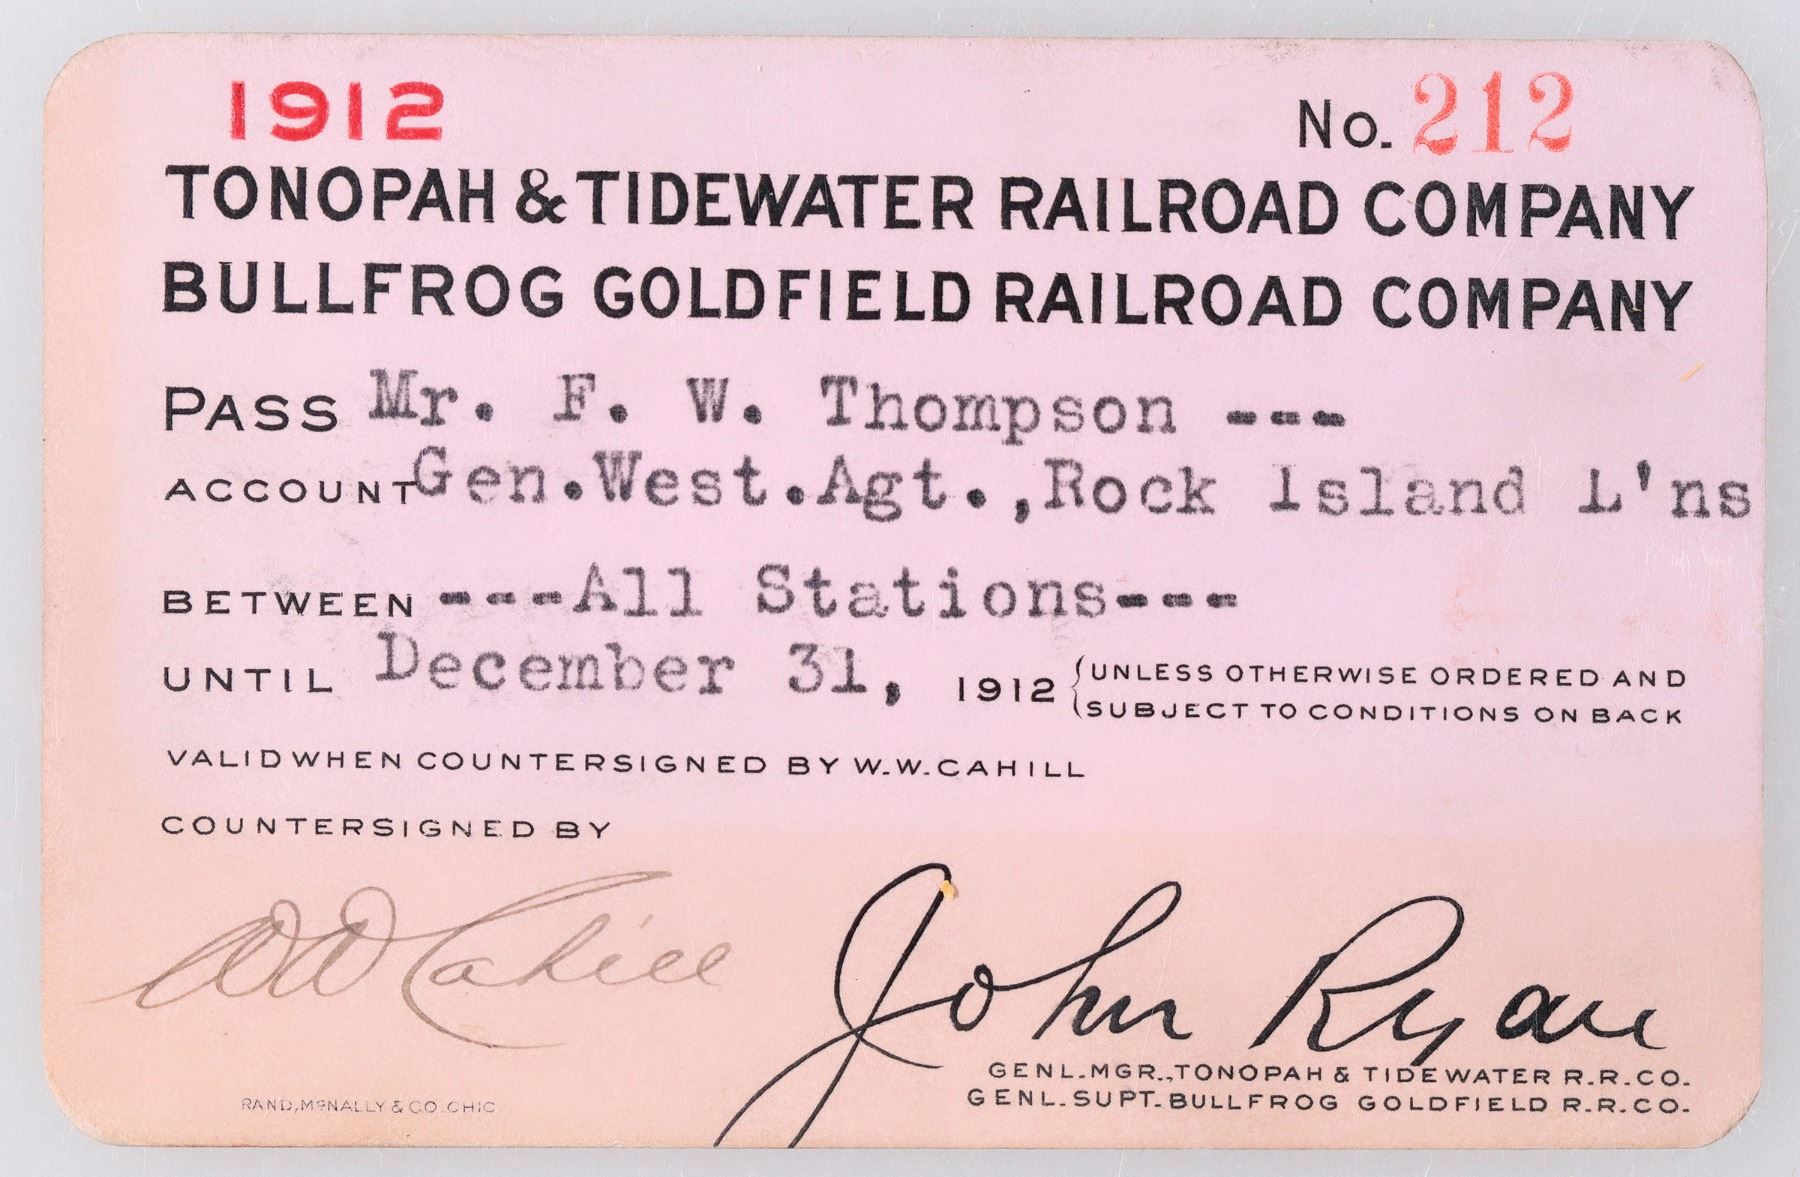 1912 No. 212
TONOPAH & TIDEWATER RAILROAD COMPANY
BULLFROG GOLDFIELD RAILROAD COMPANY
PASS Mr. F. W. Thompson ---
ACCOUNT Gen.West.Agt.,Rock Island L'ns
BETWEEN ---All Stations---
UNTIL December 31, 1912 { UNLESS OTHERWISE ORDERED AND
SUBJECT TO CONDITIONS ON BACK
VALID WHEN COUNTERSIGNED BY W.W. CAHILL
COUNTERSIGNED BY
WW Cahill John Ryan
GENL. MGR., TONOPAH & TIDEWATER R.R.CO.
GENL. SUPT. BULLFROG GOLDFIELD R.R.CO.
RAND, McNALLY & CO. CHIC